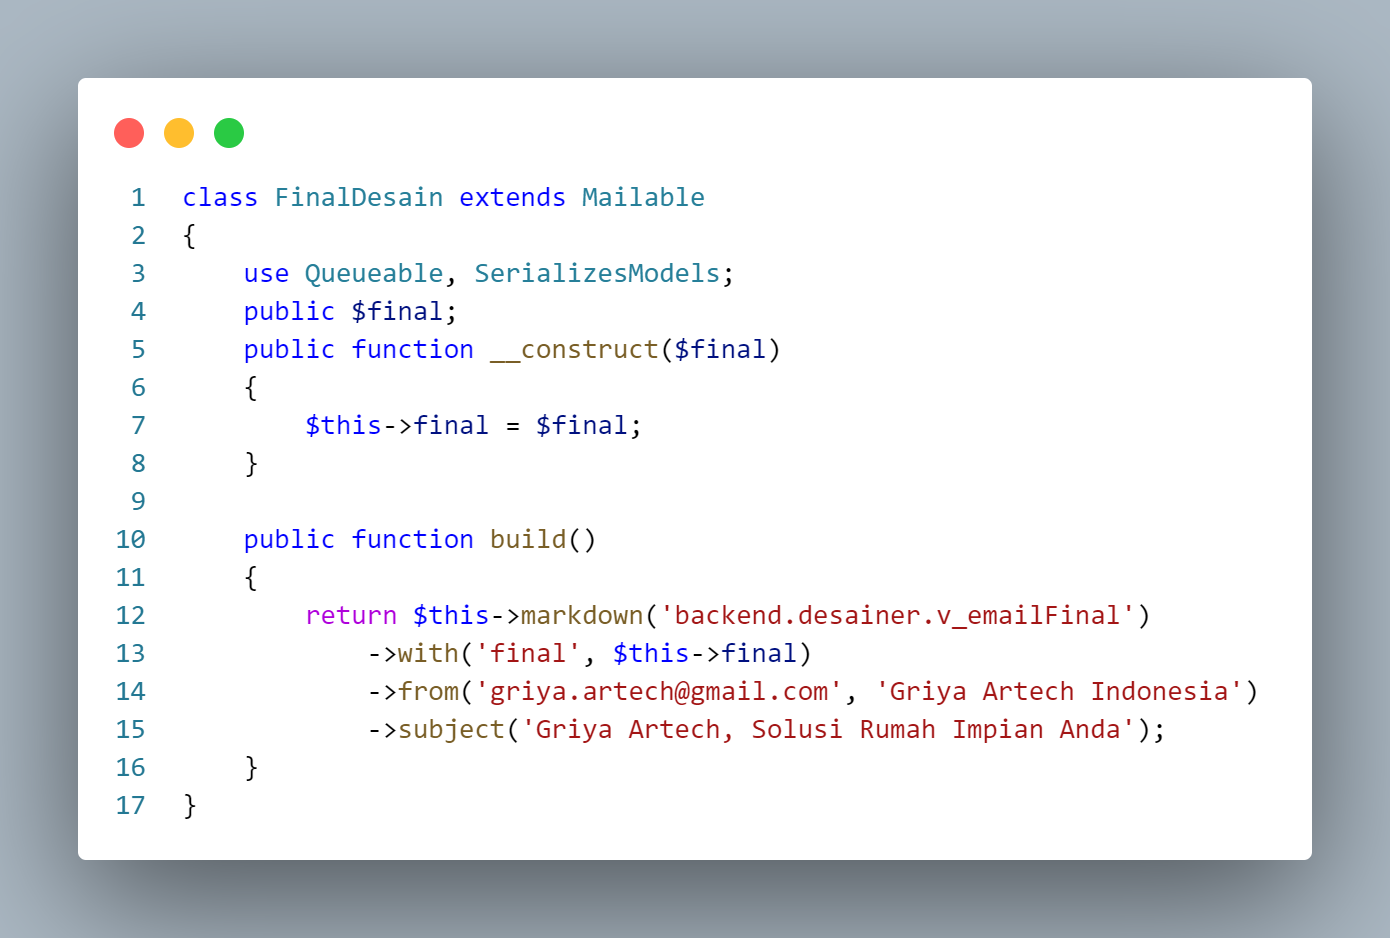 1 class FinalDesain extends Mailable
2 {
3     use Queueable, SerializesModels;
4     public $final;
5     public function __construct($final)
6     {
7         $this->final = $final;
8     }
9
10     public function build()
11     {
12         return $this->markdown('backend.desainer.v_emailFinal')
13             ->with('final', $this->final)
14             ->from('griya.artech@gmail.com', 'Griya Artech Indonesia')
15             ->subject('Griya Artech, Solusi Rumah Impian Anda');
16     }
17 }